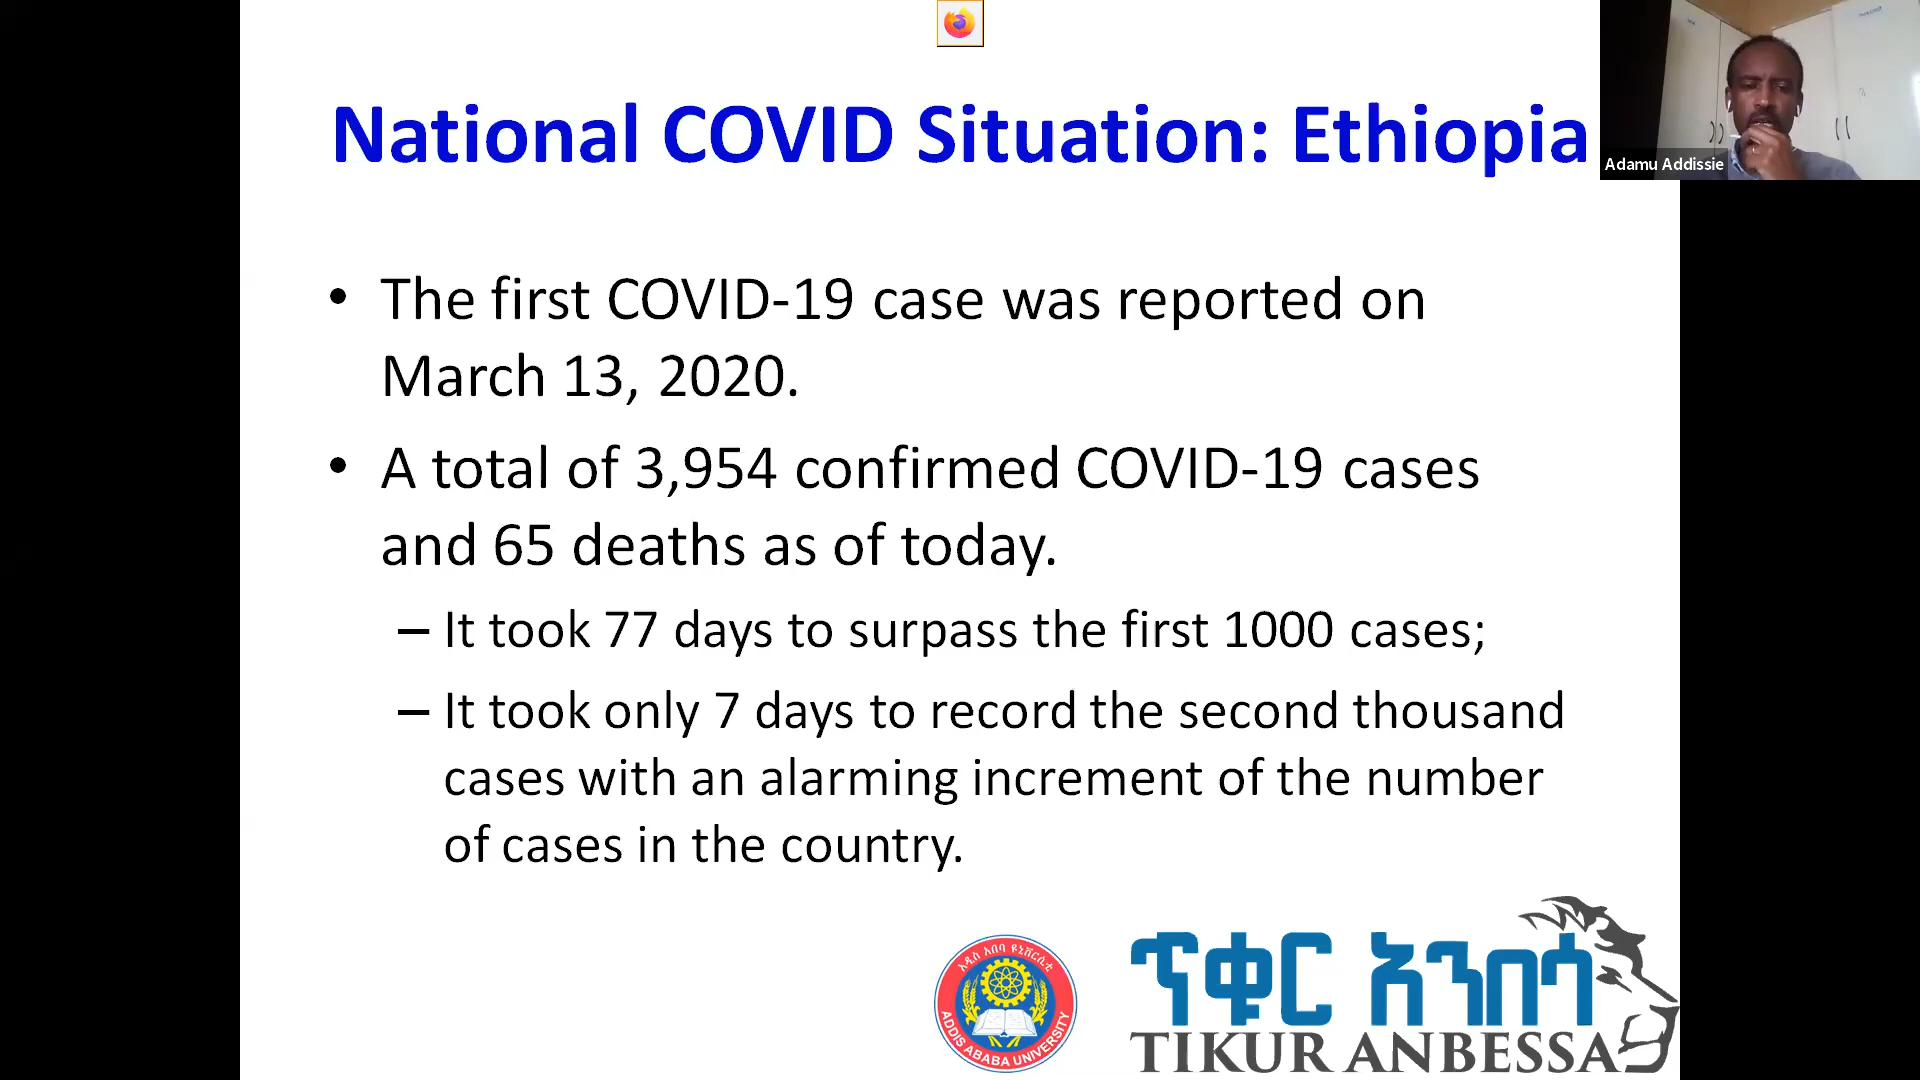 National COVID Situation: Ethiopia
Adamu Addissie
• The first COVID-19 case was reported on
March 13, 2020.
• A total of 3,954 confirmed COVID-19 cases
and 65 deaths as of today.
– It took 77 days to surpass the first 1000 cases;
– It took only 7 days to record the second thousand
cases with an alarming increment of the number
of cases in the country.
አዲስ አበባ ዩኒቨርሲቲ
ADDIS ABABA UNIVERSITY
ጥቁር አንበሳ
TIKUR ANBESSA